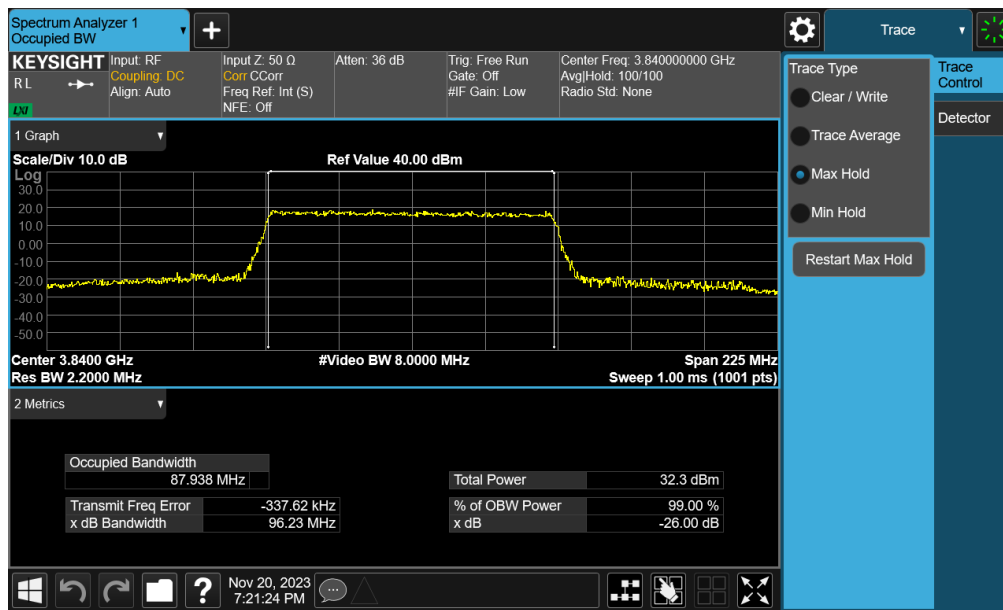 Spectrum Analyzer 1
Occupied BW
Trace
KEYSIGHT
R L
LXI
Input: RF
Coupling: DC
Align: Auto
Input Z: 50 Ω
Corr CCorr
Freq Ref: Int (S)
NFE: Off
Atten: 36 dB
Trig: Free Run
Gate: Off
#IF Gain: Low
Center Freq: 3.840000000 GHz
Avg|Hold: 100/100
Radio Std: None
1 Graph
Scale/Div 10.0 dB
Ref Value 40.00 dBm
Log
30.0
20.0
10.0
0.00
-10.0
-20.0
-30.0
-40.0
-50.0
Center 3.8400 GHz
#Video BW 8.0000 MHz
Span 225 MHz
Res BW 2.2000 MHz
Sweep 1.00 ms (1001 pts)
2 Metrics
Occupied Bandwidth
87.938 MHz
Total Power 32.3 dBm
Transmit Freq Error -337.62 kHz
% of OBW Power 99.00 %
x dB Bandwidth 96.23 MHz
x dB -26.00 dB
Trace Type
Clear / Write
Trace Average
Max Hold
Min Hold
Restart Max Hold
Trace
Control
Detector
?
Nov 20, 2023
7:21:24 PM